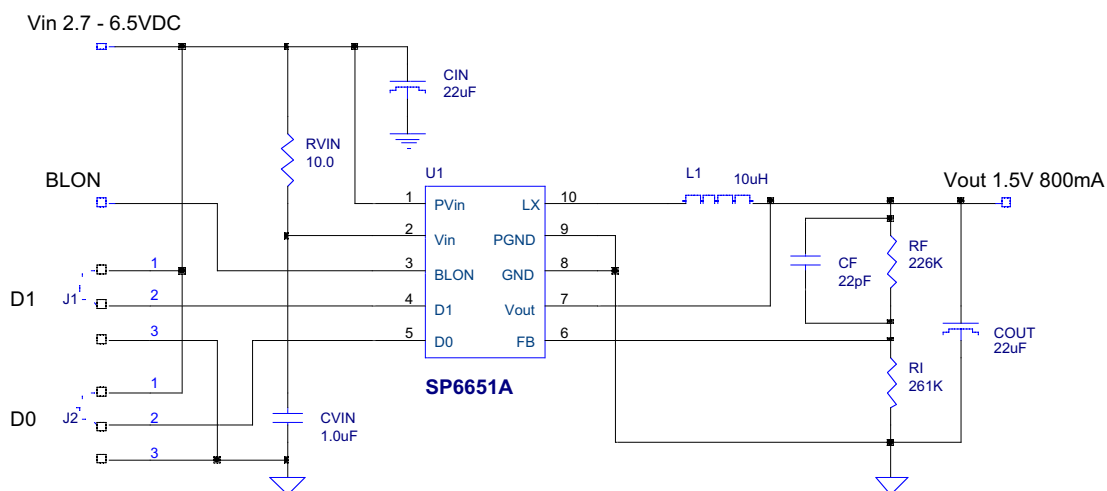 Vin 2.7 - 6.5VDC
CIN
22uF
RVIN
10.0
BLON
U1
L1
10uH
Vout 1.5V 800mA
1
PVin
LX
10
2
Vin
PGND
9
3
BLON
GND
8
4
D1
Vout
7
5
D0
FB
6
SP6651A
D1
J1
1
2
3
D0
J2
1
2
3
CVIN
1.0uF
CF
22pF
RF
226K
COUT
22uF
RI
261K